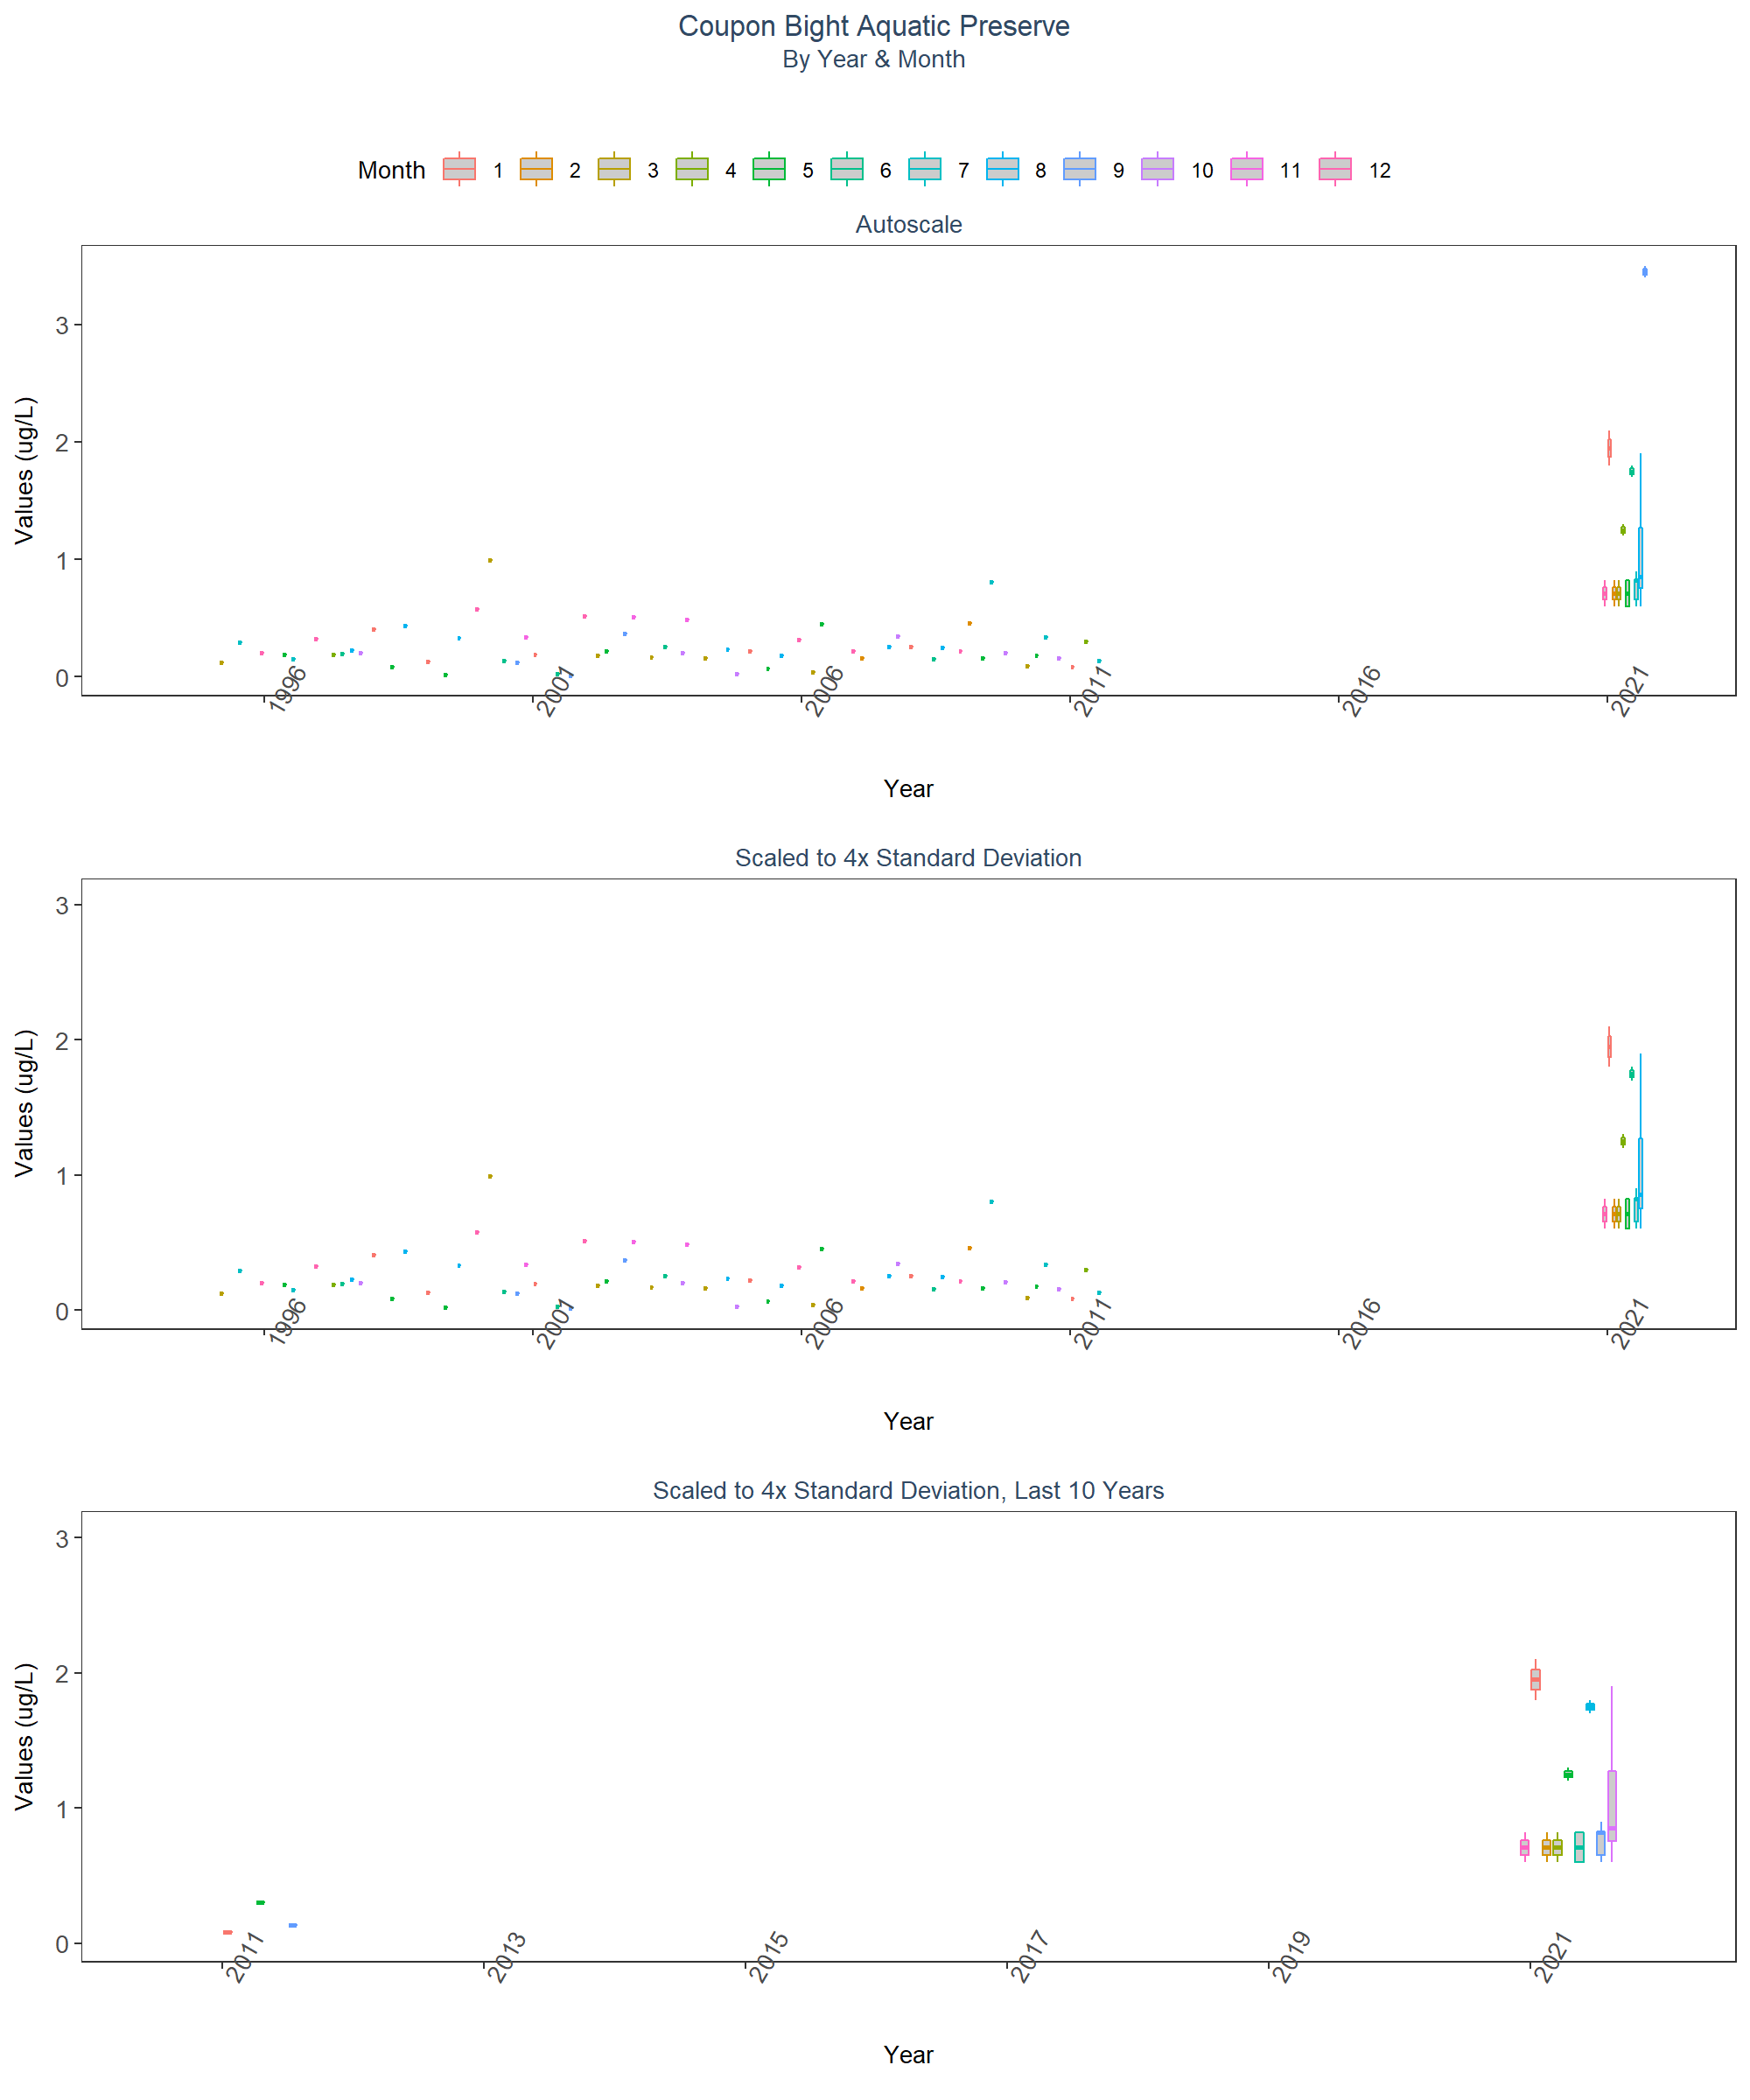 Coupon Bight Aquatic Preserve
By Year & Month
Month 1 2 3 4 5 6 7 8 9 10 11 12
Autoscale
Values (ug/L)
3
2
1
0
1996 2001 2006 2011 2016 2021
Year
Scaled to 4x Standard Deviation
Values (ug/L)
3
2
1
0
1996 2001 2006 2011 2016 2021
Year
Scaled to 4x Standard Deviation, Last 10 Years
Values (ug/L)
3
2
1
0
2011 2013 2015 2017 2019 2021
Year